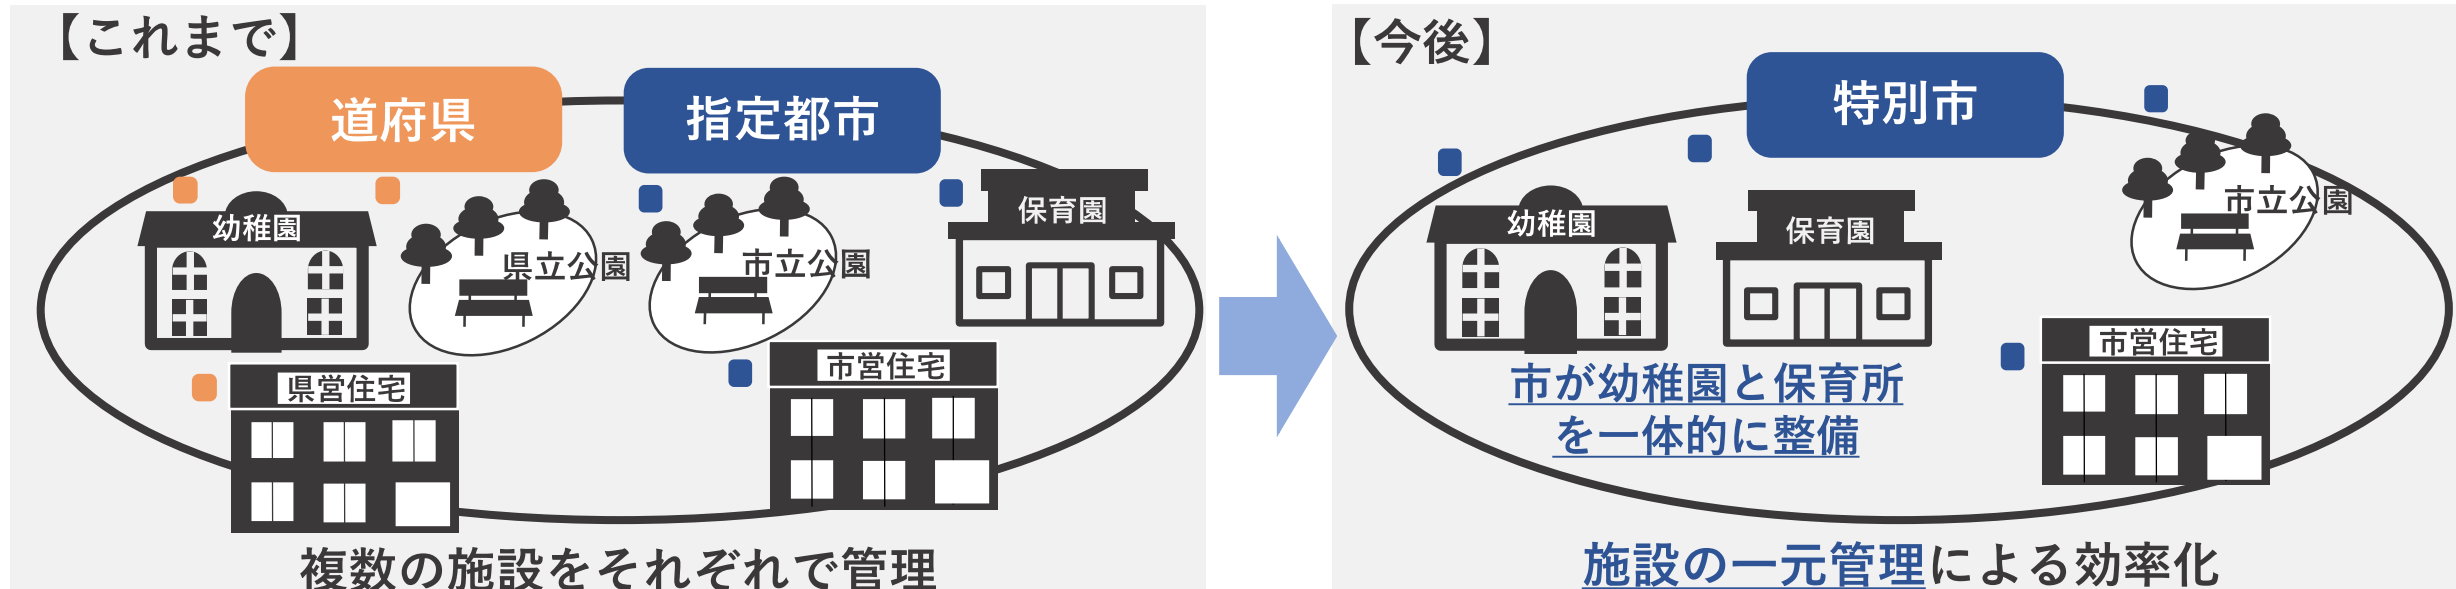 【これまで】
道府県
指定都市
幼稚園
県立公園
市立公園
保育園
県営住宅
市営住宅
複数の施設をそれぞれで管理
【今後】
特別市
幼稚園
保育園
市立公園
市営住宅
市が幼稚園と保育所
を一体的に整備
施設の一元管理による効率化